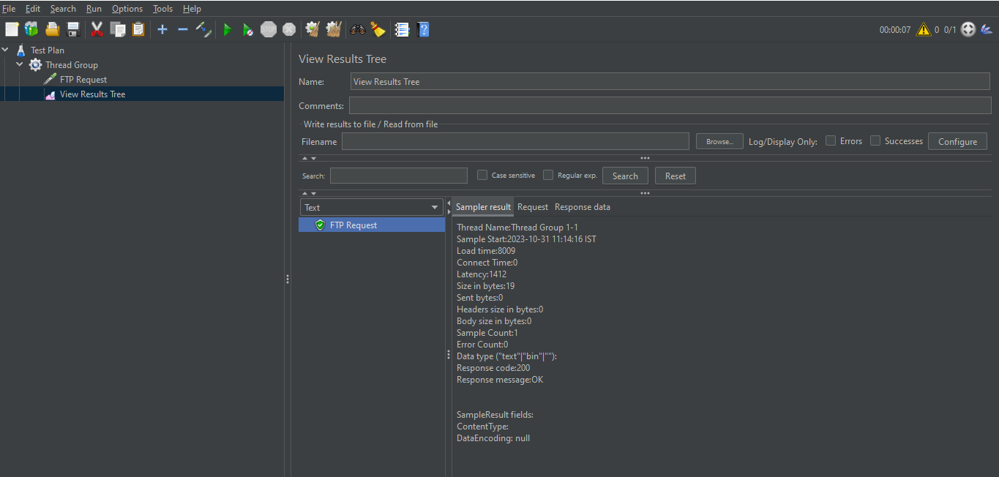 File Edit Search Run Options Tools Help
STOP 00:00:07 0 0/1
Test Plan
Thread Group
FTP Request
View Results Tree
View Results Tree
Name: View Results Tree
Comments:
Write results to file / Read from file
Filename Browse... Log/Display Only: Errors Successes Configure
Search: Case sensitive Regular exp. Search Reset
Text
FTP Request
Sampler result Request Response data
Thread Name:Thread Group 1-1
Sample Start:2023-10-31 11:14:16 IST
Load time:8009
Connect Time:0
Latency:1412
Size in bytes:19
Sent bytes:0
Headers size in bytes:0
Body size in bytes:0
Sample Count:1
Error Count:0
Data type ("text"|"bin"|""):
Response code:200
Response message:OK
SampleResult fields:
ContentType:
DataEncoding: null